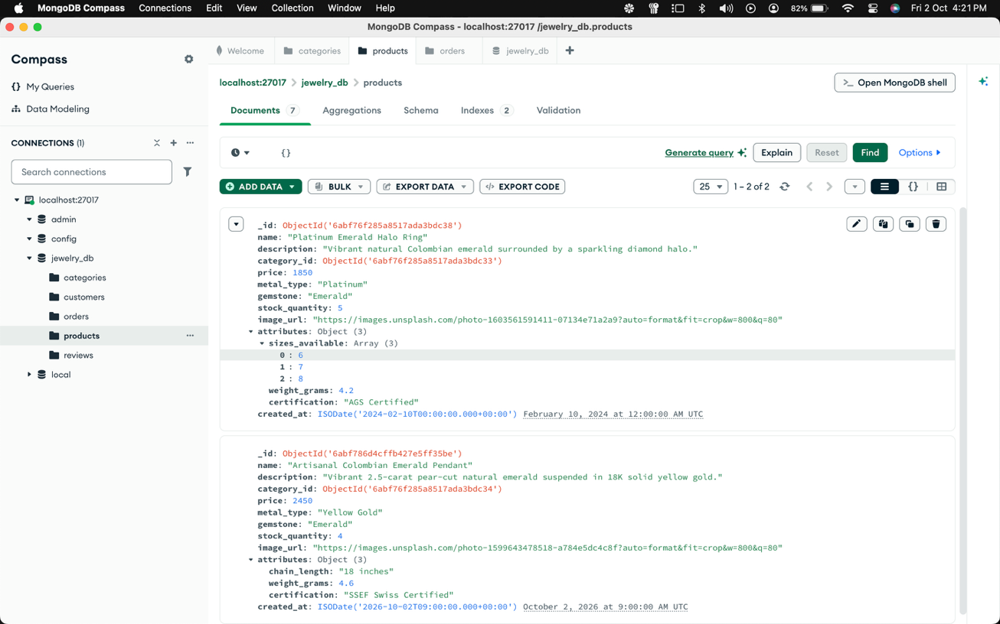 MongoDB Compass Connections Edit View Collection Window Help 82% Fri 2 Oct 4:21 PM
MongoDB Compass - localhost:27017 /jewelry_db.products
Compass
My Queries
Data Modeling
CONNECTIONS (1)
Search connections
localhost:27017
admin
config
jewelry_db
categories
customers
orders
products
reviews
local
Welcome categories products orders jewelry_db
localhost:27017 > jewelry_db > products
>_ Open MongoDB shell
Documents 7 Aggregations Schema Indexes 2 Validation
{} Generate query Explain Reset Find Options
ADD DATA BULK EXPORT DATA EXPORT CODE 25 1 – 2 of 2
_id: ObjectId('6abf76f285a8517ada3bdc38')
name: "Platinum Emerald Halo Ring"
description: "Vibrant natural Colombian emerald surrounded by a sparkling diamond halo."
category_id: ObjectId('6abf76f285a8517ada3bdc33')
price: 1850
metal_type: "Platinum"
gemstone: "Emerald"
stock_quantity: 5
image_url: "https://images.unsplash.com/photo-1603561591411-07134e71a2a9?auto=format&fit=crop&w=800&q=80"
attributes: Object (3)
sizes_available: Array (3)
0: 6
1: 7
2: 8
weight_grams: 4.2
certification: "AGS Certified"
created_at: ISODate('2024-02-10T00:00:00.000+00:00') February 10, 2024 at 12:00:00 AM UTC
_id: ObjectId('6abf786d4cffb427e5ff35be')
name: "Artisanal Colombian Emerald Pendant"
description: "Vibrant 2.5-carat pear-cut natural emerald suspended in 18K solid yellow gold."
category_id: ObjectId('6abf76f285a8517ada3bdc34')
price: 2450
metal_type: "Yellow Gold"
gemstone: "Emerald"
stock_quantity: 4
image_url: "https://images.unsplash.com/photo-1599643478518-a784e5dc4c8f?auto=format&fit=crop&w=800&q=80"
attributes: Object (3)
chain_length: "18 inches"
weight_grams: 4.6
certification: "SSEF Swiss Certified"
created_at: ISODate('2026-10-02T09:00:00.000+00:00') October 2, 2026 at 9:00:00 AM UTC